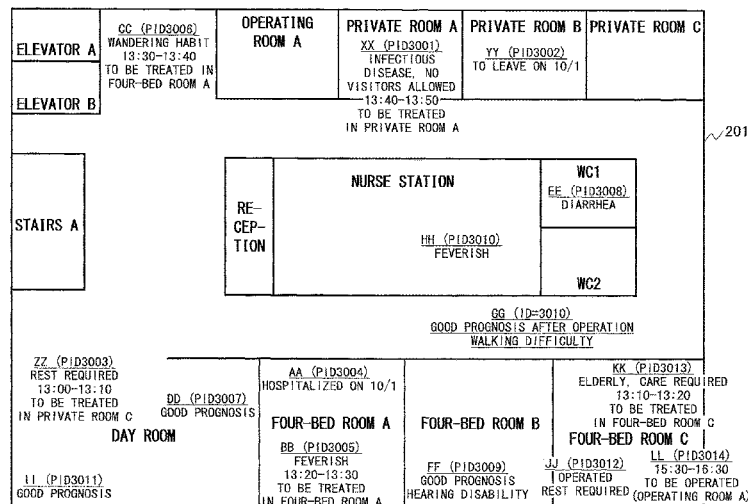 ELEVATOR A
ELEVATOR B
CC (PID3006)
WANDERING HABIT
13:30-13:40
TO BE TREATED IN
FOUR-BED ROOM A
OPERATING
ROOM A
PRIVATE ROOM A
XX (PID3001)
INFECTIOUS
DISEASE, NO
VISITORS ALLOWED
13:40-13:50
TO BE TREATED
IN PRIVATE ROOM A
PRIVATE ROOM B
YY (PID3002)
TO LEAVE ON 10/1
PRIVATE ROOM C
201
STAIRS A
RE-
CEP-
TION
NURSE STATION
HH (PID3010)
FEVERISH
WC1
EE (PID3008)
DIARRHEA
WC2
GG (ID=3010)
GOOD PROGNOSIS AFTER OPERATION
WALKING DIFFICULTY
ZZ (PID3003)
REST REQUIRED
13:00-13:10
TO BE TREATED
IN PRIVATE ROOM C
DD (PID3007)
GOOD PROGNOSIS
DAY ROOM
II (PID3011)
GOOD PROGNOSIS
AA (PID3004)
HOSPITALIZED ON 10/1
FOUR-BED ROOM A
BB (PID3005)
FEVERISH
13:20-13:30
TO BE TREATED
IN FOUR-BED ROOM A
FOUR-BED ROOM B
FF (PID3009)
GOOD PROGNOSIS
HEARING DISABILITY
KK (PID3013)
ELDERLY, CARE REQUIRED
13:10-13:20
TO BE TREATED
IN FOUR-BED ROOM C
FOUR-BED ROOM C
JJ (PID3012)
OPERATED
REST REQUIRED
LL (PID3014)
15:30-16:30
TO BE OPERATED
(OPERATING ROOM A)